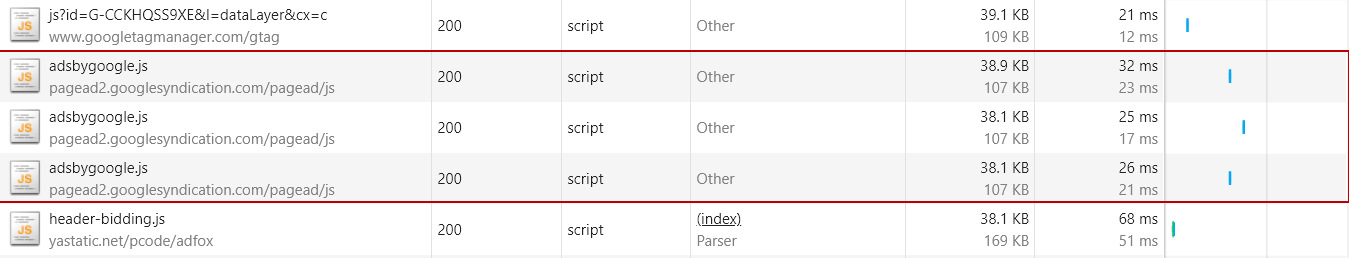 js?id=G-CCKHQSS9XE&l=dataLayer&cx=c
www.googletagmanager.com/gtag
200
script
Other
39.1 KB
109 KB
21 ms
12 ms
adsbygoogle.js
pagead2.googlesyndication.com/pagead/js
200
script
Other
38.9 KB
107 KB
32 ms
23 ms
adsbygoogle.js
pagead2.googlesyndication.com/pagead/js
200
script
Other
38.1 KB
107 KB
25 ms
17 ms
adsbygoogle.js
pagead2.googlesyndication.com/pagead/js
200
script
Other
38.1 KB
107 KB
26 ms
21 ms
header-bidding.js
yastatic.net/pcode/adfox
200
script
(index)
Parser
38.1 KB
169 KB
68 ms
51 ms